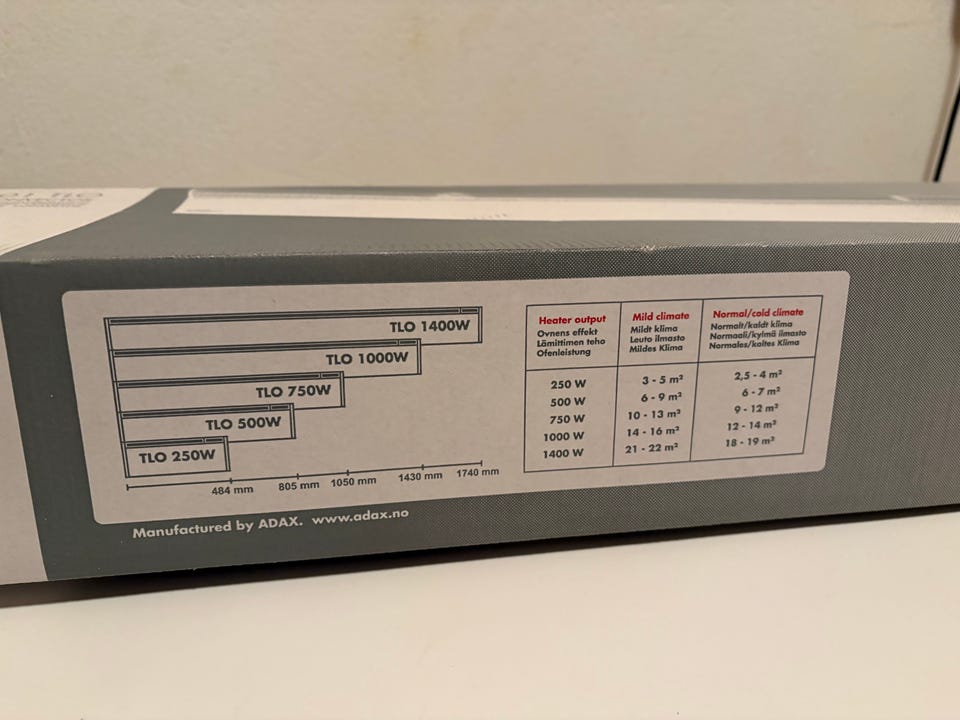 TLO 1400W
TLO 1000W
TLO 750W
TLO 500W
TLO 250W
484 mm 805 mm 1050 mm 1430 mm 1740 mm
Heater output
Ovnens effekt
Lämittimen teho
Ofenleistung
Mild climate
Mildt klima
Leuto ilmasto
Mildes Klima
Normal/cold climate
Normalt/kaldt klima
Normaali/kylmä ilmasto
Normales/kaltes Klima
250 W 3 - 5 m² 2,5 - 4 m²
500 W 6 - 9 m² 6 - 7 m²
750 W 10 - 13 m² 9 - 12 m²
1000 W 14 - 16 m² 12 - 14 m²
1400 W 21 - 22 m² 18 - 19 m²
Manufactured by ADAX. www.adax.no